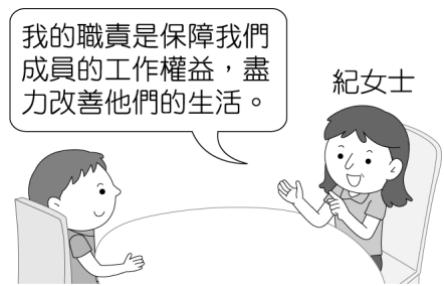 我的職責是保障我們
成員的工作權益，盡
力改善他們的生活。
紀女士